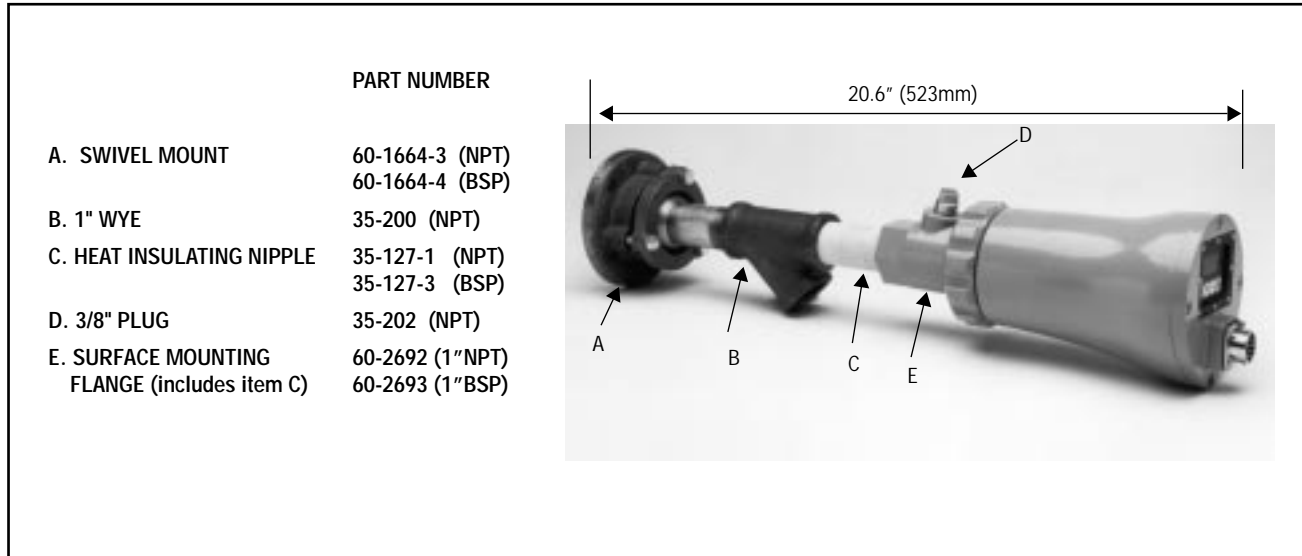 PART NUMBER
A. SWIVEL MOUNT 60-1664-3 (NPT)
60-1664-4 (BSP)
B. 1" WYE 35-200 (NPT)
C. HEAT INSULATING NIPPLE 35-127-1 (NPT)
35-127-3 (BSP)
D. 3/8" PLUG 35-202 (NPT)
E. SURFACE MOUNTING 60-2692 (1”NPT)
FLANGE (includes item C) 60-2693 (1”BSP)
20.6” (523mm)
D
A
B
C
E